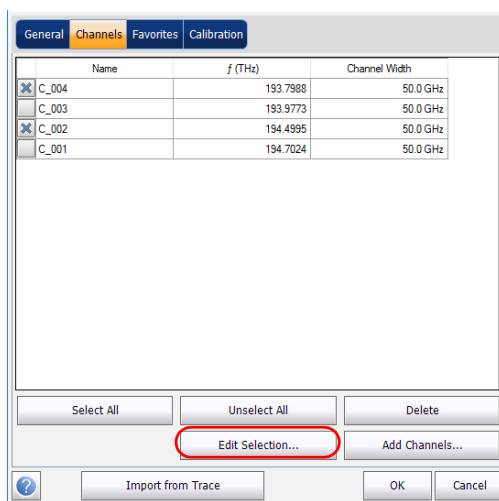 General Channels Favorites Calibration
Name f (THz) Channel Width
C_004 193.7988 50.0 GHz
C_003 193.9773 50.0 GHz
C_002 194.4995 50.0 GHz
C_001 194.7024 50.0 GHz
Select All Unselect All Delete
Edit Selection... Add Channels...
? Import from Trace OK Cancel